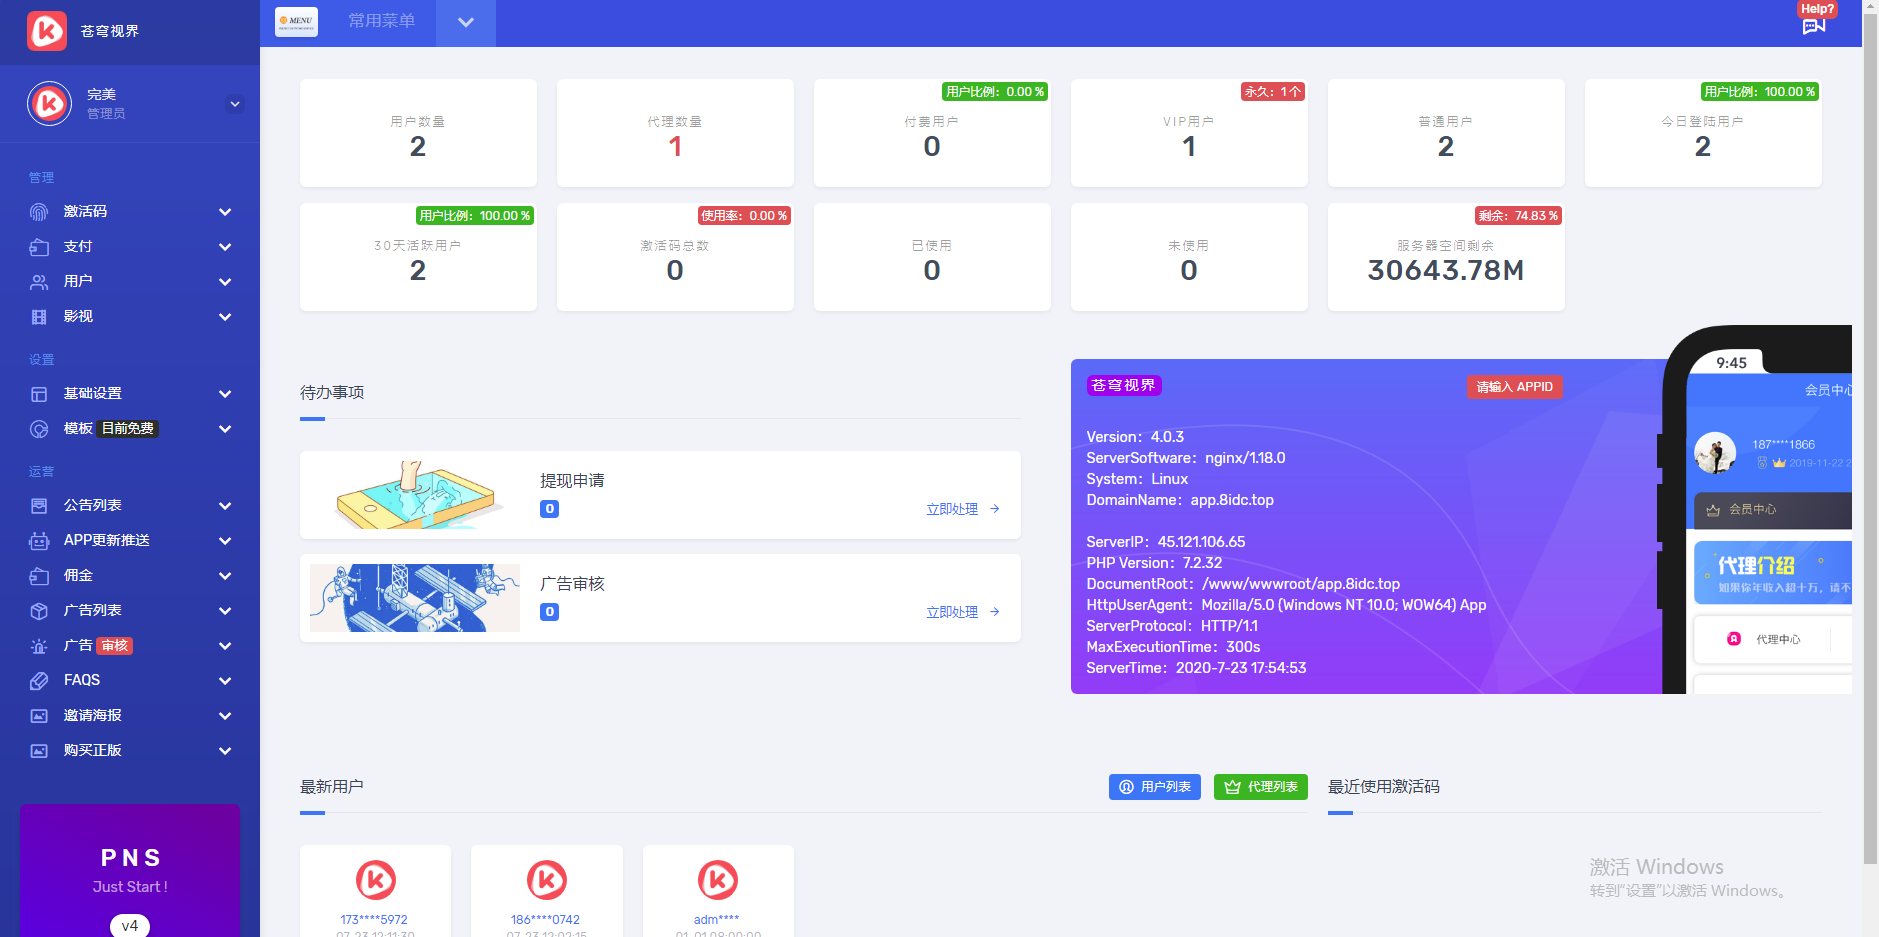 苍穹视界
MENU
常用菜单
Help?
完美
管理员
管理
激活码
支付
用户
影视
设置
基础设置
模板 目前免费
运营
公告列表
APP更新推送
佣金
广告列表
广告 审核
FAQS
邀请海报
购买正版
PNS
Just Start !
v4
用户数量
2
代理数量
1
用户比例：0.00 %
付费用户
0
永久：1 个
VIP用户
1
普通用户
2
用户比例：100.00 %
今日登陆用户
2
用户比例：100.00 %
30天活跃用户
2
使用率：0.00 %
激活码总数
0
已使用
0
未使用
0
剩余：74.83 %
服务器空间剩余
30643.78M
待办事项
提现申请
0
立即处理
广告审核
0
立即处理
苍穹视界
请输入 APPID
Version：4.0.3
ServerSoftware：nginx/1.18.0
System：Linux
DomainName：app.8idc.top
ServerIP：45.121.106.65
PHP Version：7.2.32
DocumentRoot：/www/wwwroot/app.8idc.top
HttpUserAgent：Mozilla/5.0 (Windows NT 10.0; WOW64) App
ServerProtocol：HTTP/1.1
MaxExecutionTime：300s
ServerTime：2020-7-23 17:54:53
9:45
会员中心
187****1866
2019-11-22 2
会员中心
代理介绍
如果你年收入超十万，请不
代理中心
最新用户
用户列表
代理列表
最近使用激活码
173****5972
07-23 12:11:30
186****0742
07-23 12:02:15
adm****
01-01 08:00:00
激活 Windows
转到“设置”以激活 Windows。